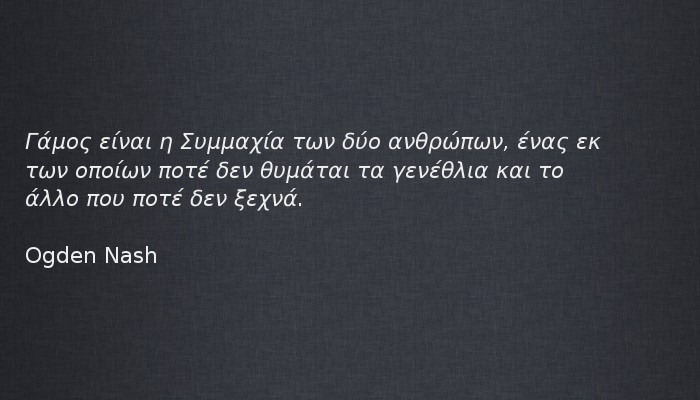 Γάμος είναι η Συμμαχία των δύο ανθρώπων, ένας εκ
των οποίων ποτέ δεν θυμάται τα γενέθλια και το
άλλο που ποτέ δεν ξεχνά.
Ogden Nash